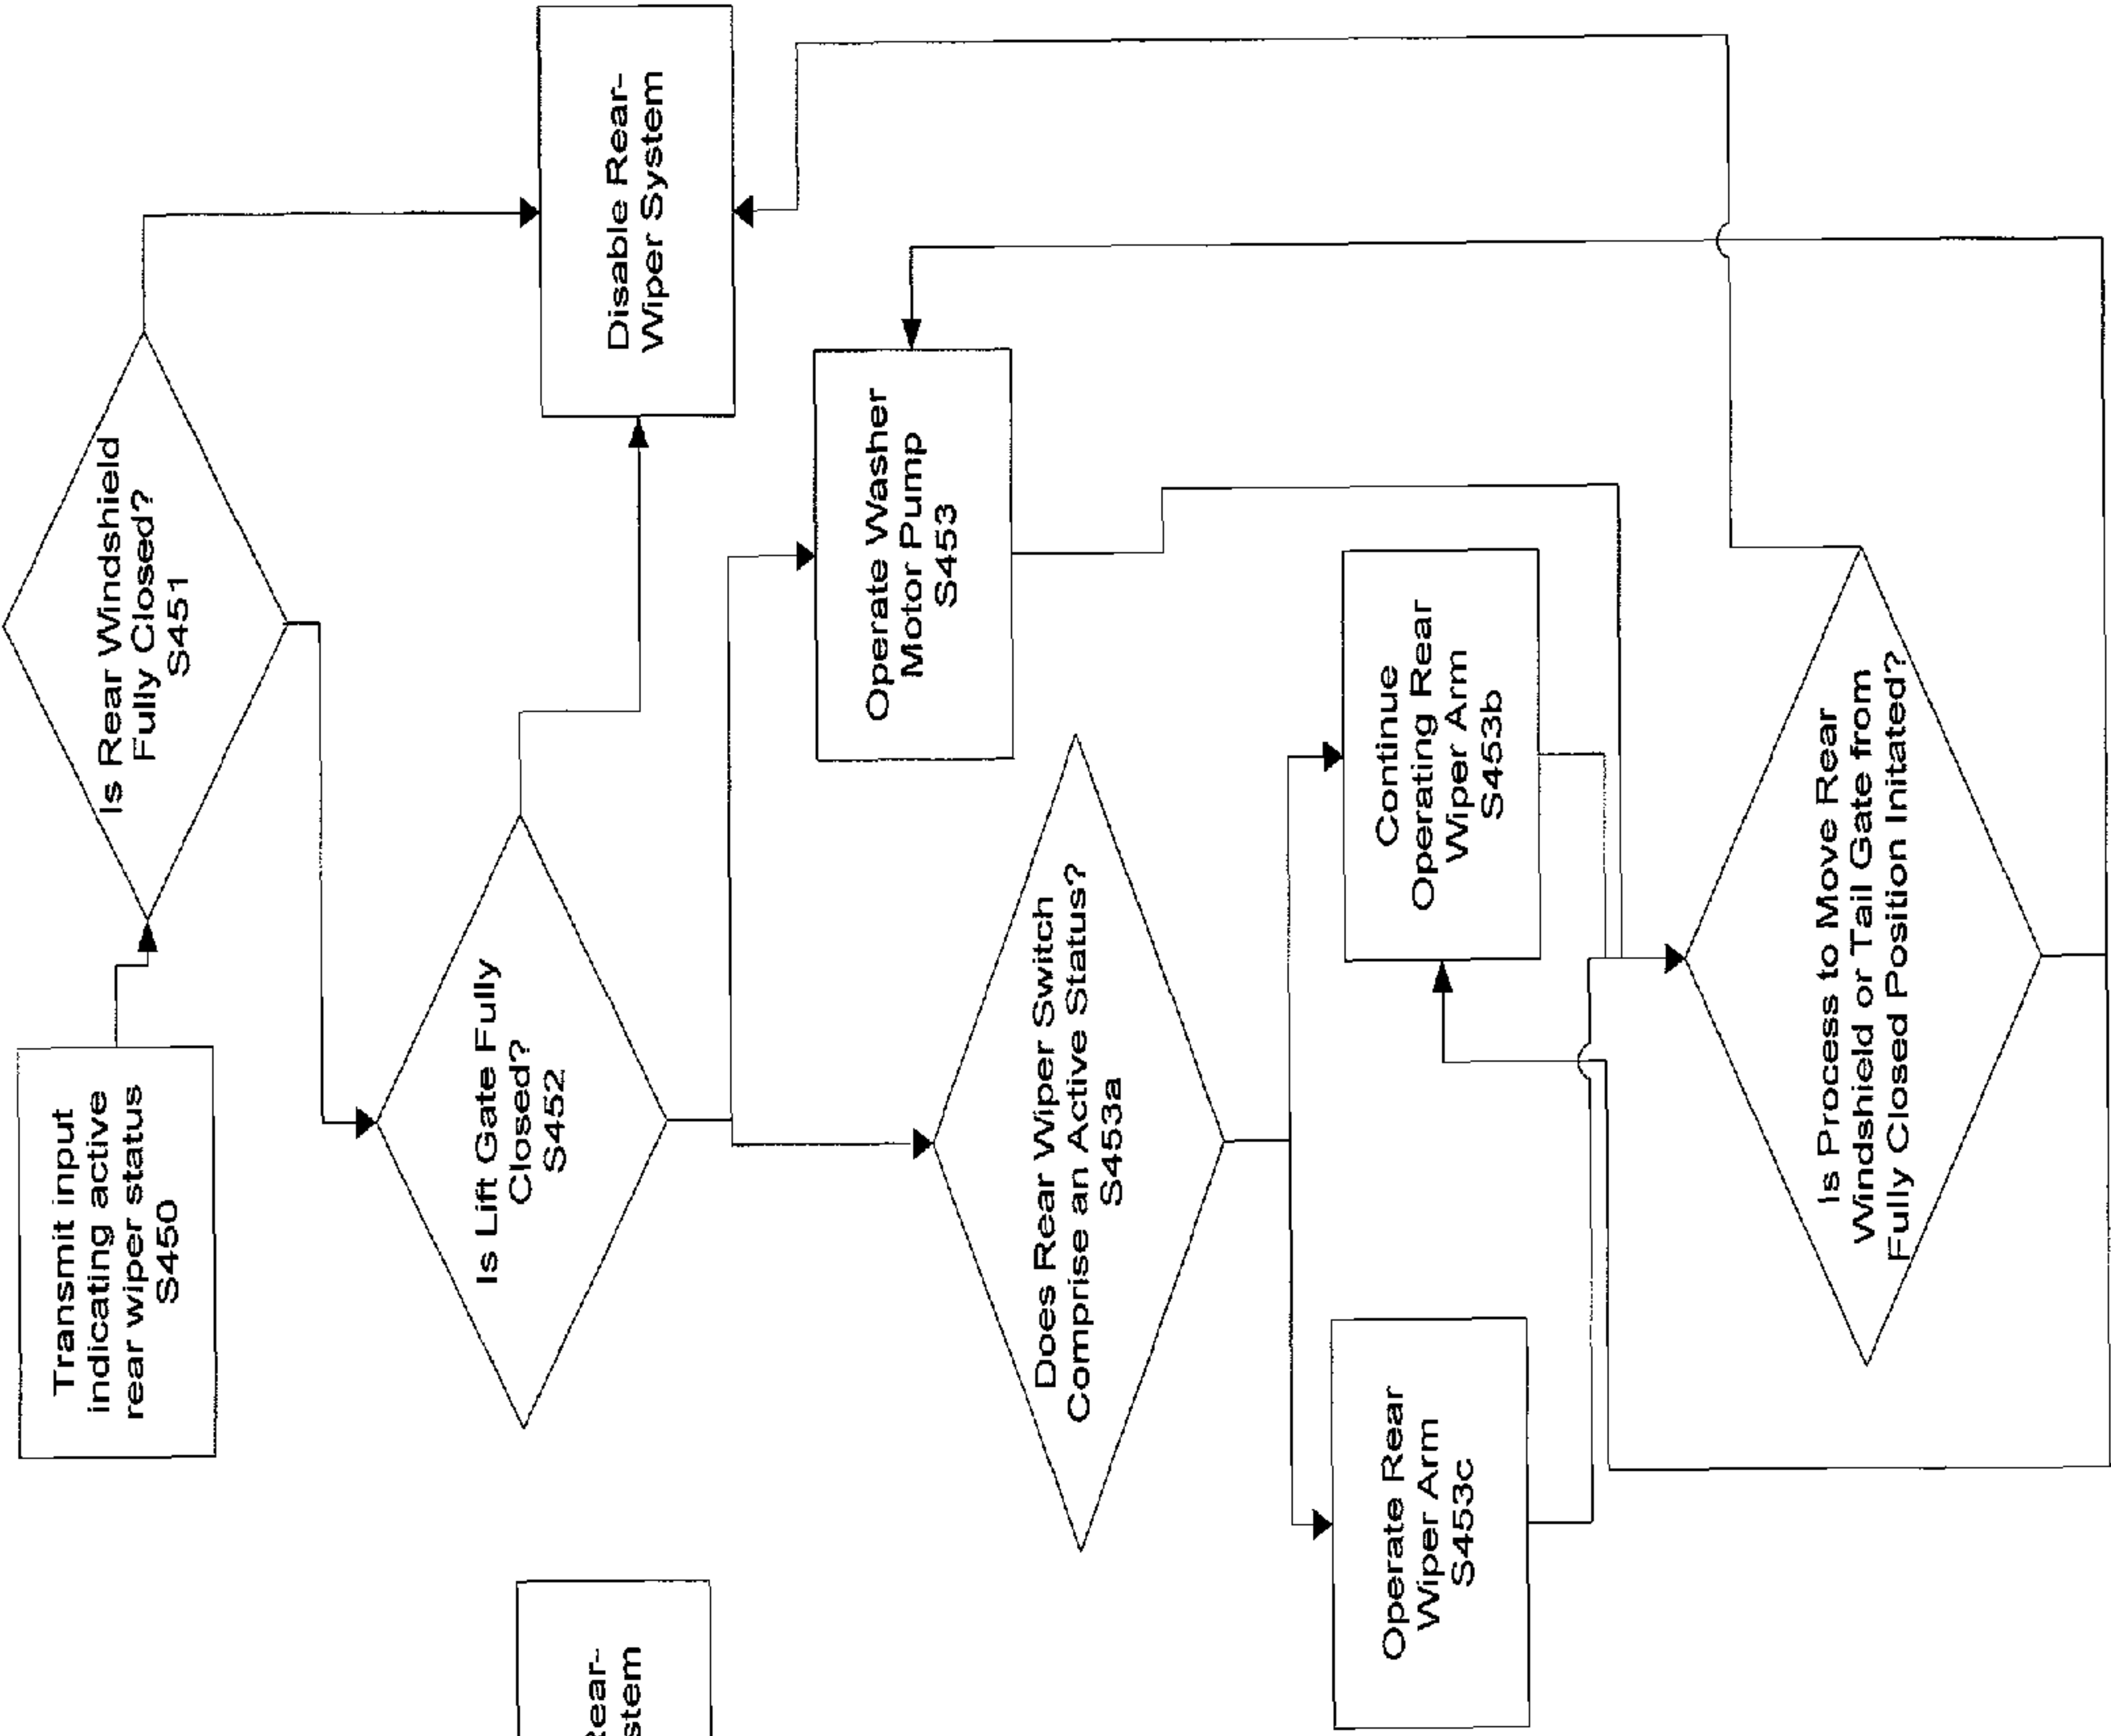 Transmit input
indicating active
rear wiper status
S450
Is Rear Windshield
Fully Closed?
S451
Is Lift Gate Fully
Closed?
S452
Disable Rear-
Wiper System
Operate Washer
Motor Pump
S453
Does Rear Wiper Switch
Comprise an Active Status?
S453a
Continue
Operating Rear
Wiper Arm
S453b
Operate Rear
Wiper Arm
S453c
Is Process to Move Rear
Windshield or Tail Gate from
Fully Closed Position Initated?
Rear-
stem